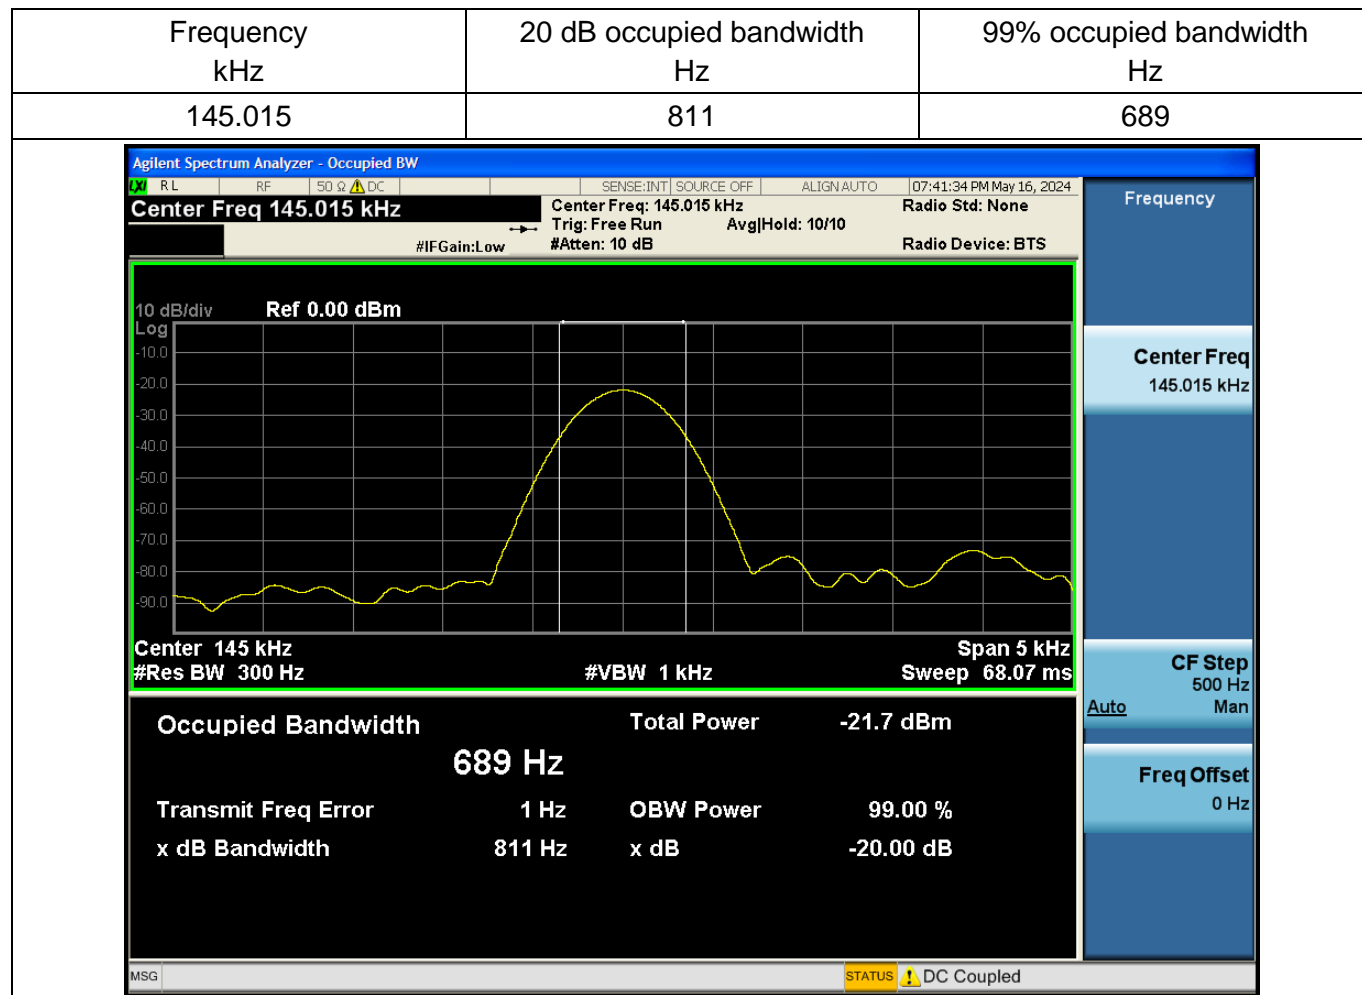 Frequency 20 dB occupied bandwidth 99% occupied bandwidth
kHz Hz Hz
145.015 811 689
Agilent Spectrum Analyzer - Occupied BW
LXI RL RF 50 Ω DC SENSE:INT SOURCE OFF ALIGN AUTO 07:41:34 PM May 16, 2024
Center Freq 145.015 kHz Center Freq: 145.015 kHz Radio Std: None
Trig: Free Run Avg|Hold: 10/10
#IFGain:Low #Atten: 10 dB Radio Device: BTS
10 dB/div Ref 0.00 dBm
Log
-10.0
-20.0
-30.0
-40.0
-50.0
-60.0
-70.0
-80.0
-90.0
Center 145 kHz Span 5 kHz
#Res BW 300 Hz #VBW 1 kHz Sweep 68.07 ms
Occupied Bandwidth Total Power -21.7 dBm
689 Hz
Transmit Freq Error 1 Hz OBW Power 99.00 %
x dB Bandwidth 811 Hz x dB -20.00 dB
Frequency
Center Freq
145.015 kHz
CF Step
500 Hz
Auto Man
Freq Offset
0 Hz
MSG STATUS DC Coupled